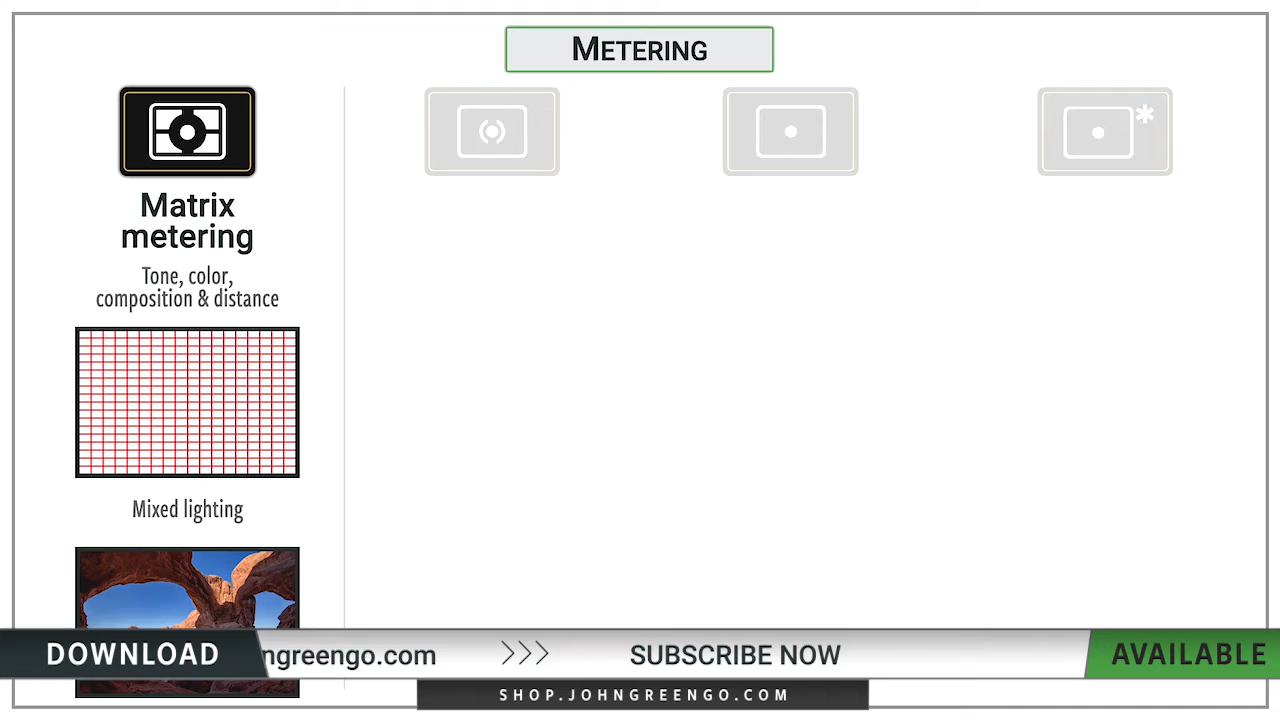 METERING
Matrix
metering
Tone, color,
composition & distance
Mixed lighting
DOWNLOAD
ngreengo.com
>>>
SUBSCRIBE NOW
AVAILABLE
SHOP.JOHNGREENGO.COM